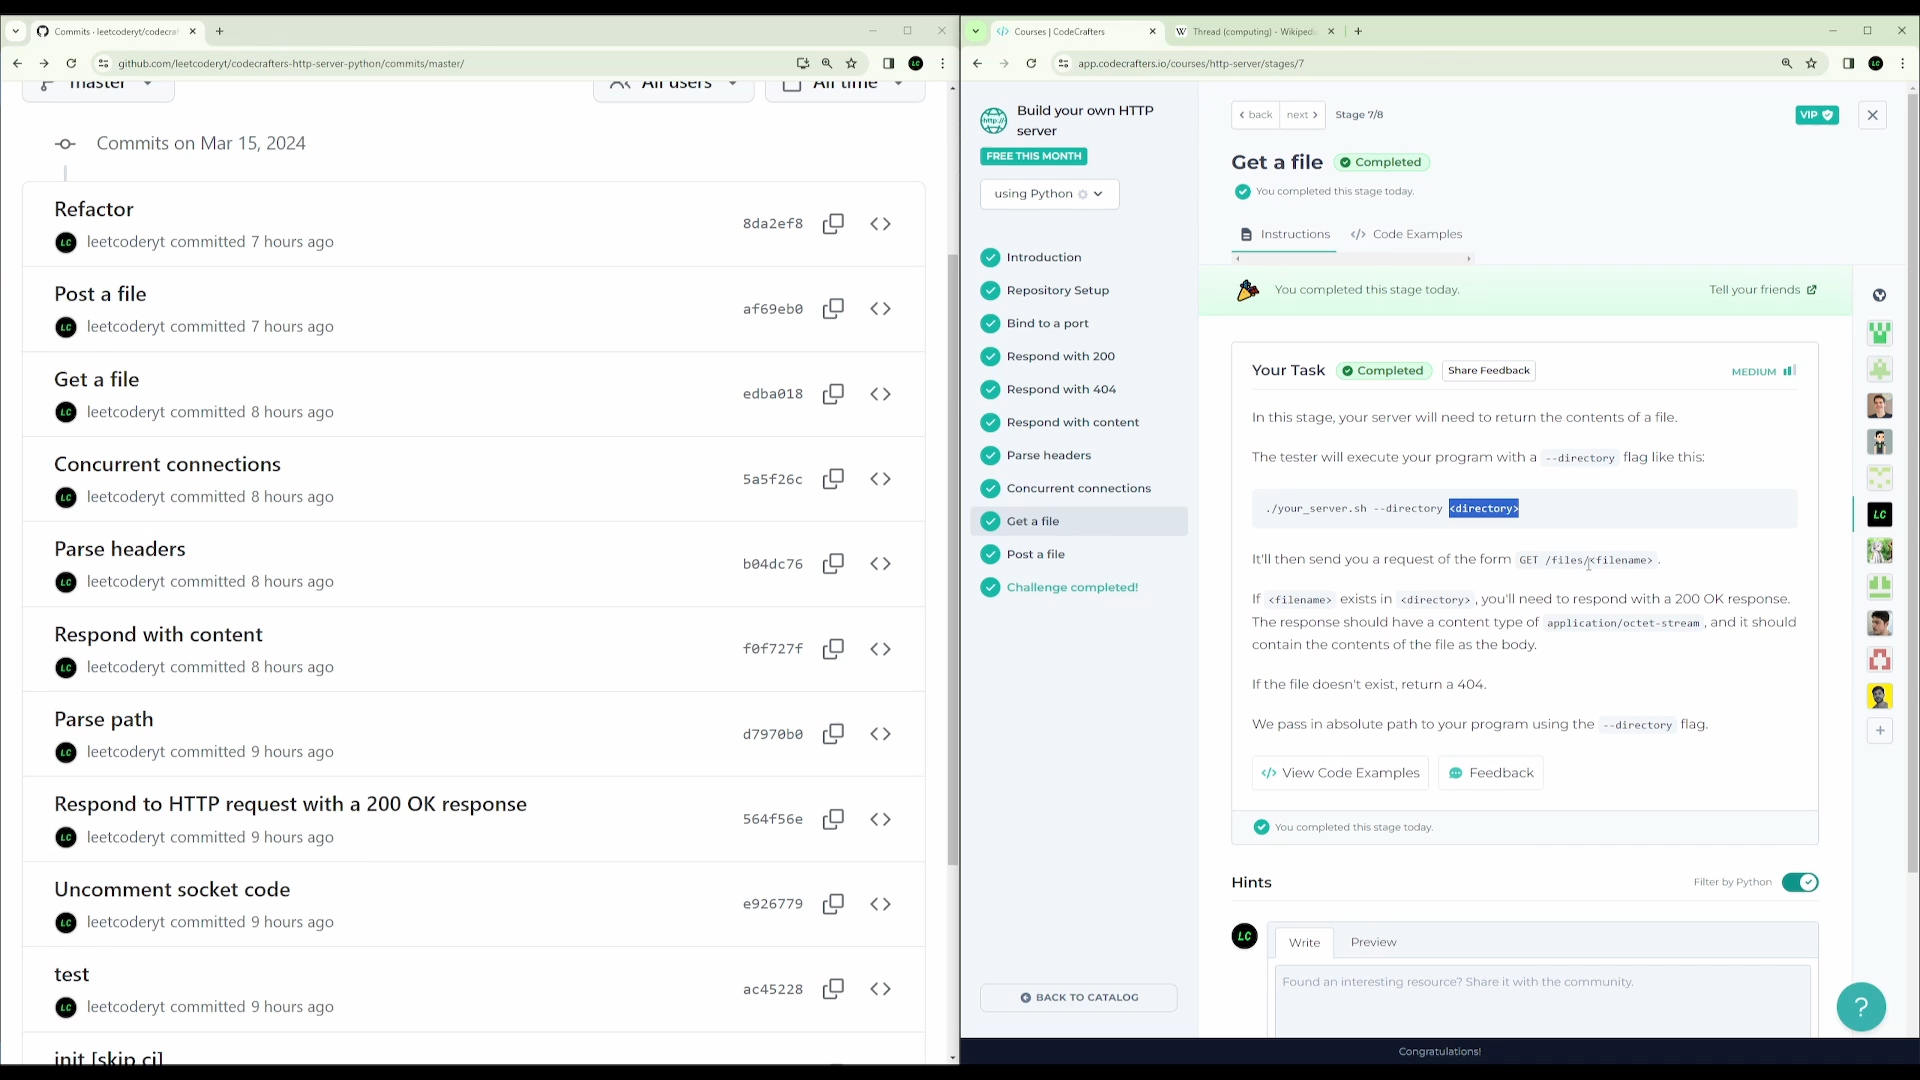 Commits · leetcoderyt/codecra
github.com/leetcoderyt/codecrafters-http-server-python/commits/master/
master
All users
All time
Commits on Mar 15, 2024
Refactor
leetcoderyt committed 7 hours ago
8da2ef8
Post a file
leetcoderyt committed 7 hours ago
af69eb0
Get a file
leetcoderyt committed 8 hours ago
edba018
Concurrent connections
leetcoderyt committed 8 hours ago
5a5f26c
Parse headers
leetcoderyt committed 8 hours ago
b04dc76
Respond with content
leetcoderyt committed 8 hours ago
f0f727f
Parse path
leetcoderyt committed 9 hours ago
d7970b0
Respond to HTTP request with a 200 OK response
leetcoderyt committed 9 hours ago
564f56e
Uncomment socket code
leetcoderyt committed 9 hours ago
e926779
test
leetcoderyt committed 9 hours ago
ac45228
init [skip ci]
Courses | CodeCrafters
Thread (computing) - Wikiped
app.codecrafters.io/courses/http-server/stages/7
Build your own HTTP
server
FREE THIS MONTH
using Python
Introduction
Repository Setup
Bind to a port
Respond with 200
Respond with 404
Respond with content
Parse headers
Concurrent connections
Get a file
Post a file
Challenge completed!
BACK TO CATALOG
back
next
Stage 7/8
VIP
Get a file
Completed
You completed this stage today.
Instructions
Code Examples
You completed this stage today.
Tell your friends
Your Task
Completed
Share Feedback
MEDIUM
In this stage, your server will need to return the contents of a file.
The tester will execute your program with a --directory flag like this:
./your_server.sh --directory <directory>
It'll then send you a request of the form GET /files/<filename> .
If <filename> exists in <directory>, you'll need to respond with a 200 OK response.
The response should have a content type of application/octet-stream, and it should
contain the contents of the file as the body.
If the file doesn't exist, return a 404.
We pass in absolute path to your program using the --directory flag.
View Code Examples
Feedback
You completed this stage today.
Hints
Filter by Python
LC
Write
Preview
Found an interesting resource? Share it with the community.
LC
?
Congratulations!